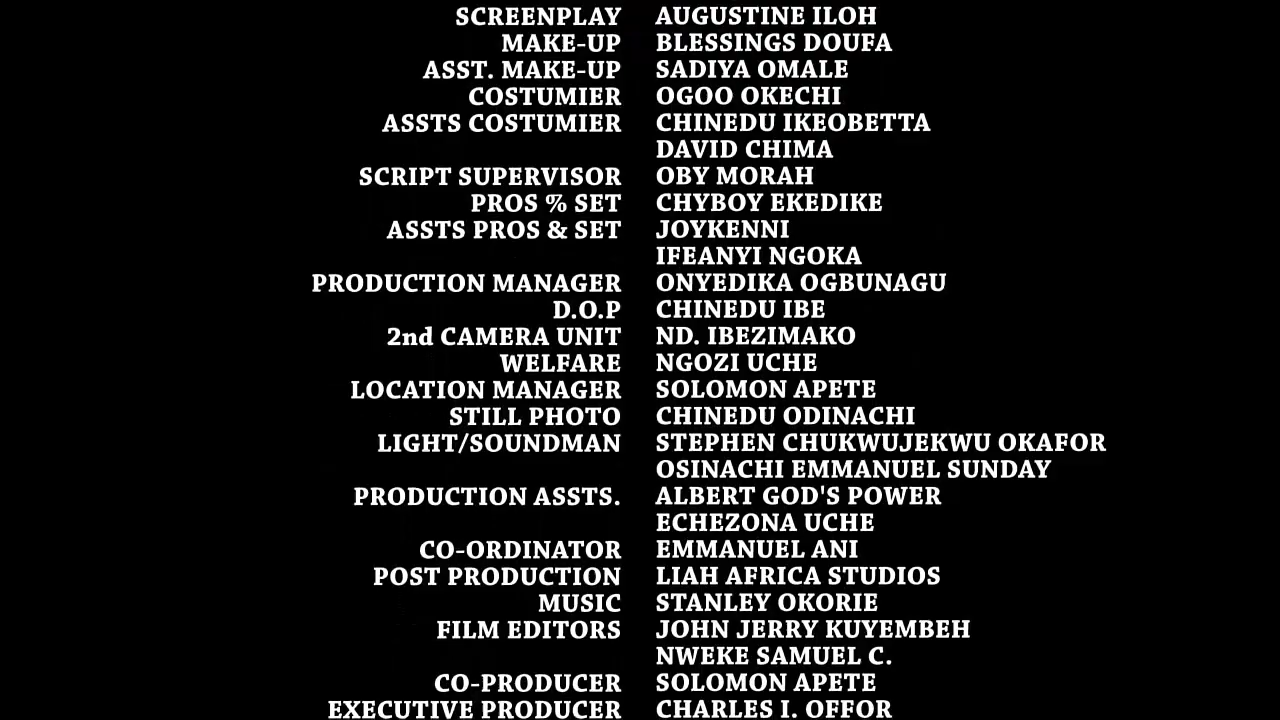 SCREENPLAY AUGUSTINE ILOH
MAKE-UP BLESSINGS DOUFA
ASST. MAKE-UP SADIYA OMALE
COSTUMIER OGOO OKECHI
ASSTS COSTUMIER CHINEDU IKEOBETTA
DAVID CHIMA
SCRIPT SUPERVISOR OBY MORAH
PROS % SET CHYBOY EKEDIKE
ASSTS PROS & SET JOYKENNI
IFEANYI NGOKA
PRODUCTION MANAGER ONYEDIKA OGBUNAGU
D.O.P CHINEDU IBE
2nd CAMERA UNIT ND. IBEZIMAKO
WELFARE NGOZI UCHE
LOCATION MANAGER SOLOMON APETE
STILL PHOTO CHINEDU ODINACHI
LIGHT/SOUNDMAN STEPHEN CHUKWUJEKWU OKAFOR
OSINACHI EMMANUEL SUNDAY
PRODUCTION ASSTS. ALBERT GOD'S POWER
ECHEZONA UCHE
CO-ORDINATOR EMMANUEL ANI
POST PRODUCTION LIAH AFRICA STUDIOS
MUSIC STANLEY OKORIE
FILM EDITORS JOHN JERRY KUYEMBEH
NWEKE SAMUEL C.
CO-PRODUCER SOLOMON APETE
EXECUTIVE PRODUCER CHARLES I. OFFOR